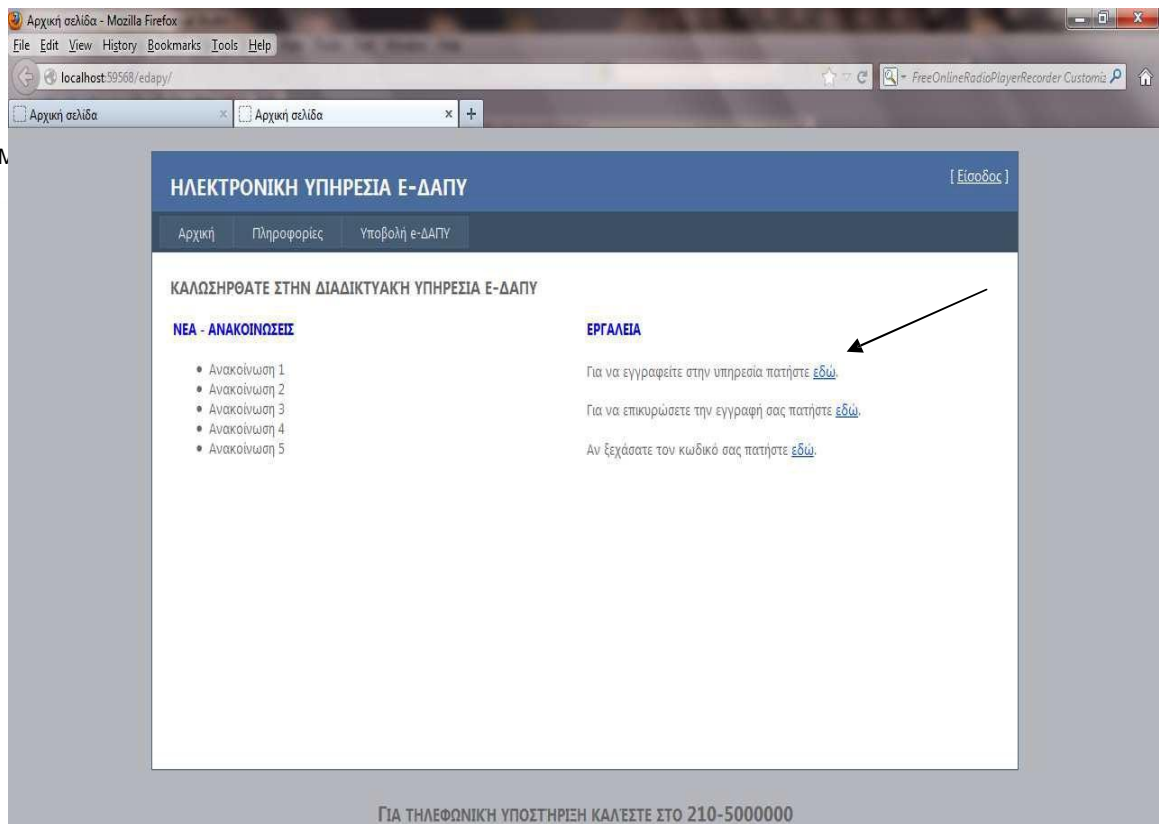 Αρχική σελίδα - Mozilla Firefox
File Edit View History Bookmarks Tools Help
localhost:59568/edapy/
FreeOnlineRadioPlayerRecorder Customiz
Αρχική σελίδα
Αρχική σελίδα
Μ
ΗΛΕΚΤΡΟΝΙΚΗ ΥΠΗΡΕΣΙΑ Ε-ΔΑΠΥ
[ Είσοδος ]
Αρχική Πληροφορίες Υποβολή e-ΔΑΠΥ
ΚΑΛΩΣΗΡΘΑΤΕ ΣΤΗΝ ΔΙΑΔΙΚΤΥΑΚΉ ΥΠΗΡΕΣΙΑ Ε-ΔΑΠΥ
ΝΕΑ - ΑΝΑΚΟΙΝΩΣΕΙΣ
• Ανακοίνωση 1
• Ανακοίνωση 2
• Ανακοίνωση 3
• Ανακοίνωση 4
• Ανακοίνωση 5
ΕΡΓΑΛΕΙΑ
Για να εγγραφείτε στην υπηρεσία πατήστε εδώ.
Για να επικυρώσετε την εγγραφή σας πατήστε εδώ.
Αν ξεχάσατε τον κωδικό σας πατήστε εδώ.
ΓΙΑ ΤΗΛΕΦΩΝΙΚΉ ΥΠΟΣΤΗΡΙΞΗ ΚΑΛΈΣΤΕ ΣΤΟ 210-5000000